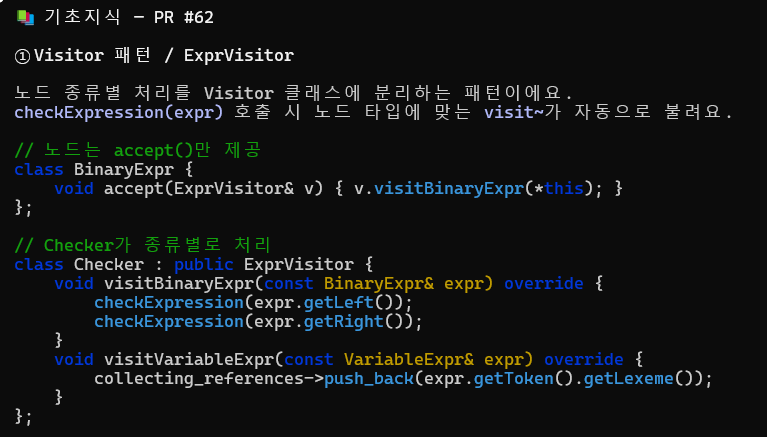 📚 기초지식 — PR #62
①Visitor 패턴 / ExprVisitor
노드 종류별 처리를 Visitor 클래스에 분리하는 패턴이에요.
checkExpression(expr) 호출 시 노드 타입에 맞는 visit~가 자동으로 불려요.
// 노드는 accept()만 제공
class BinaryExpr {
    void accept(ExprVisitor& v) { v.visitBinaryExpr(*this); }
};
// Checker가 종류별로 처리
class Checker : public ExprVisitor {
    void visitBinaryExpr(const BinaryExpr& expr) override {
        checkExpression(expr.getLeft());
        checkExpression(expr.getRight());
    }
    void visitVariableExpr(const VariableExpr& expr) override {
        collecting_references->push_back(expr.getToken().getLexeme());
    }
};